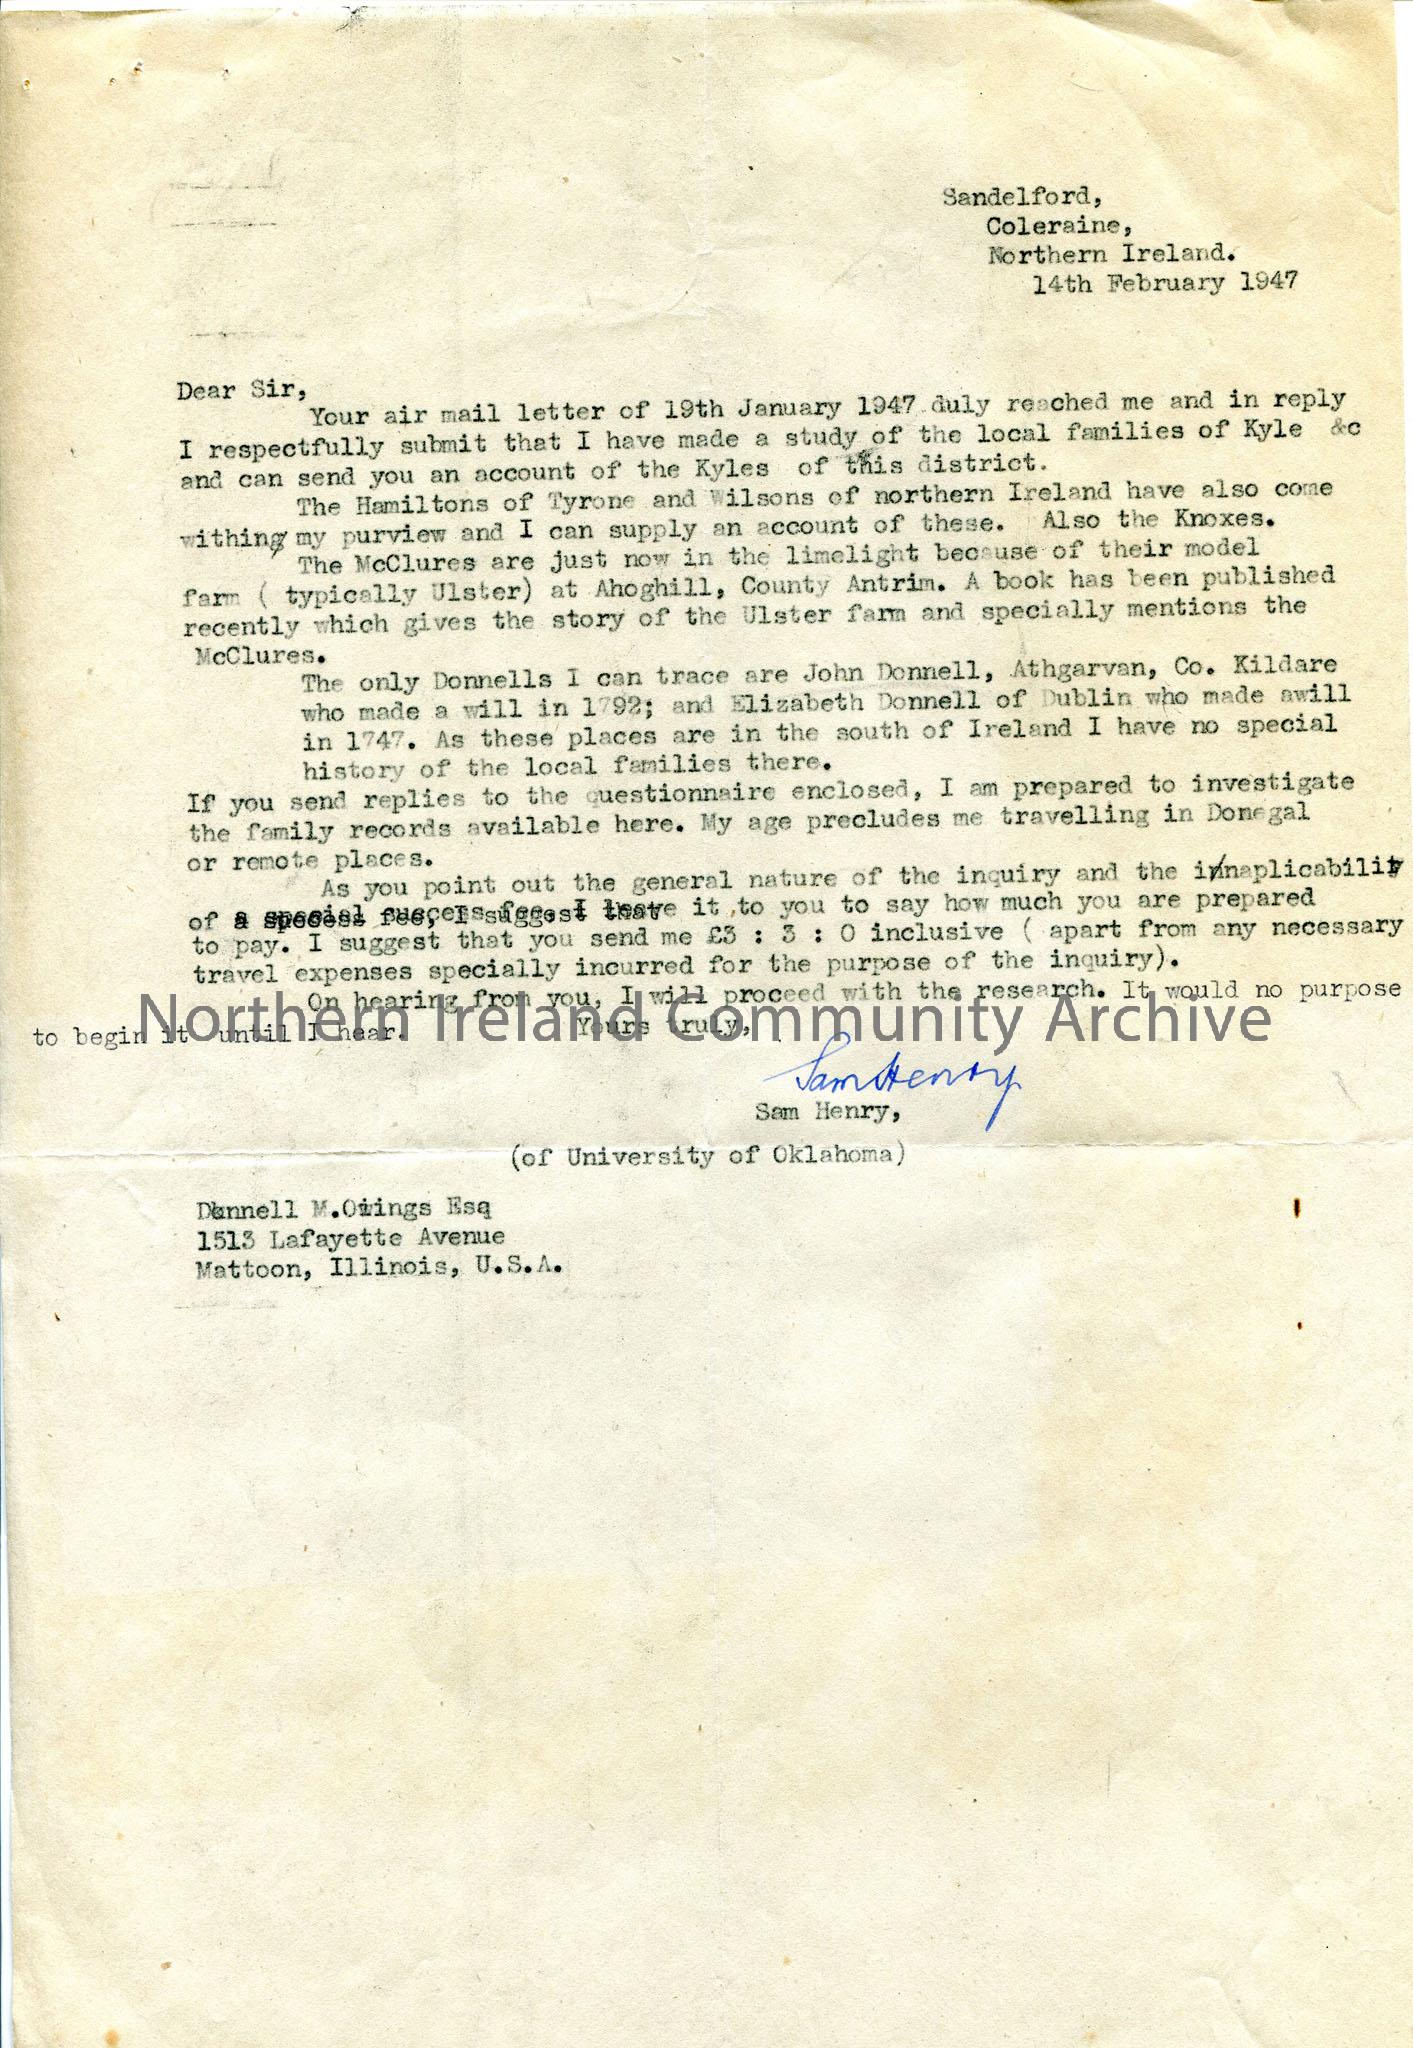 Sandelford,
Coleraine,
Northern Ireland.
14th February 1947
Dear Sir,
Your air mail letter of 19th January 1947 duly reached me and in reply
I respectfully submit that I have made a study of the local families of Kyle &c
and can send you an account of the Kyles of this district.
The Hamiltons of Tyrone and Wilsons of northern Ireland have also come
withing my purview and I can supply an account of these. Also the Knoxes.
The McClures are just now in the limelight because of their model
farm ( typically Ulster) at Ahoghill, County Antrim. A book has been published
recently which gives the story of the Ulster farm and specially mentions the
McClures.
The only Donnells I can trace are John Donnell, Athgarvan, Co. Kildare
who made a will in 1792; and Elizabeth Donnell of Dublin who made awill
in 1747. As these places are in the south of Ireland I have no special
history of the local families there.
If you send replies to the questionnaire enclosed, I am prepared to investigate
the family records available here. My age precludes me travelling in Donegal
or remote places.
As you point out the general nature of the inquiry and the innaplicability
of a success fee, I leave it to you to say how much you are prepared
to pay. I suggest that you send me £3 : 3 : 0 inclusive ( apart from any necessary
travel expenses specially incurred for the purpose of the inquiry).
On hearing from you, I will proceed with the research. It would no purpose
to begin it until I hear.
Yours truly,
Northern Ireland Community Archive
Sam Henry
Sam Henry,
(of University of Oklahoma)
M.Owings Esq
1513 Lafayette Avenue
Mattoon, Illinois, U.S.A.